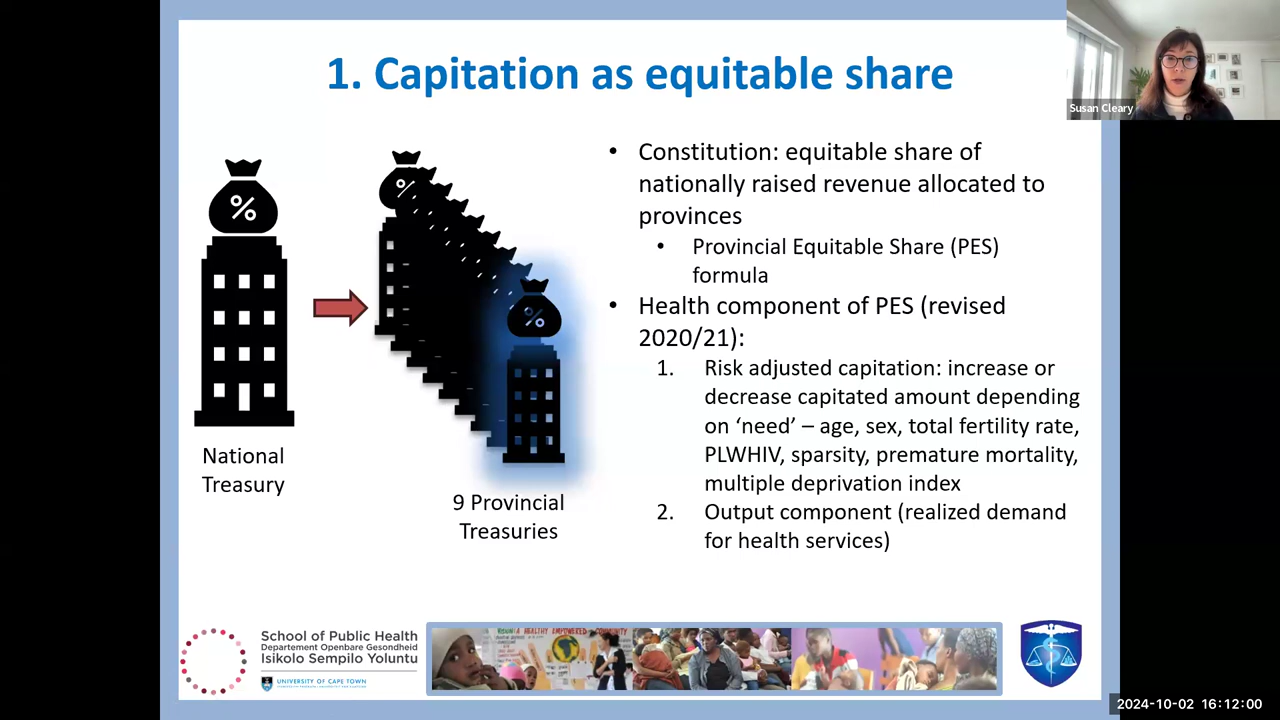 1. Capitation as equitable share
Susan Cleary
• Constitution: equitable share of
nationally raised revenue allocated to
provinces
• Provincial Equitable Share (PES)
formula
• Health component of PES (revised
2020/21):
1. Risk adjusted capitation: increase or
decrease capitated amount depending
on ‘need’ – age, sex, total fertility rate,
PLWHIV, sparsity, premature mortality,
multiple deprivation index
2. Output component (realized demand
for health services)
%
%
%
National
Treasury
9 Provincial
Treasuries
School of Public Health
Departement Openbare Gesondheid
Isikolo Sempilo Yoluntu
UNIVERSITY OF CAPE TOWN
HEALTHY EMPOWERED COMMUNITY
2024-10-02 16:12:00